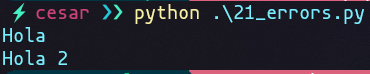 ⚡ cesar ❯❯ python .\21_errors.py
Hola
Hola 2